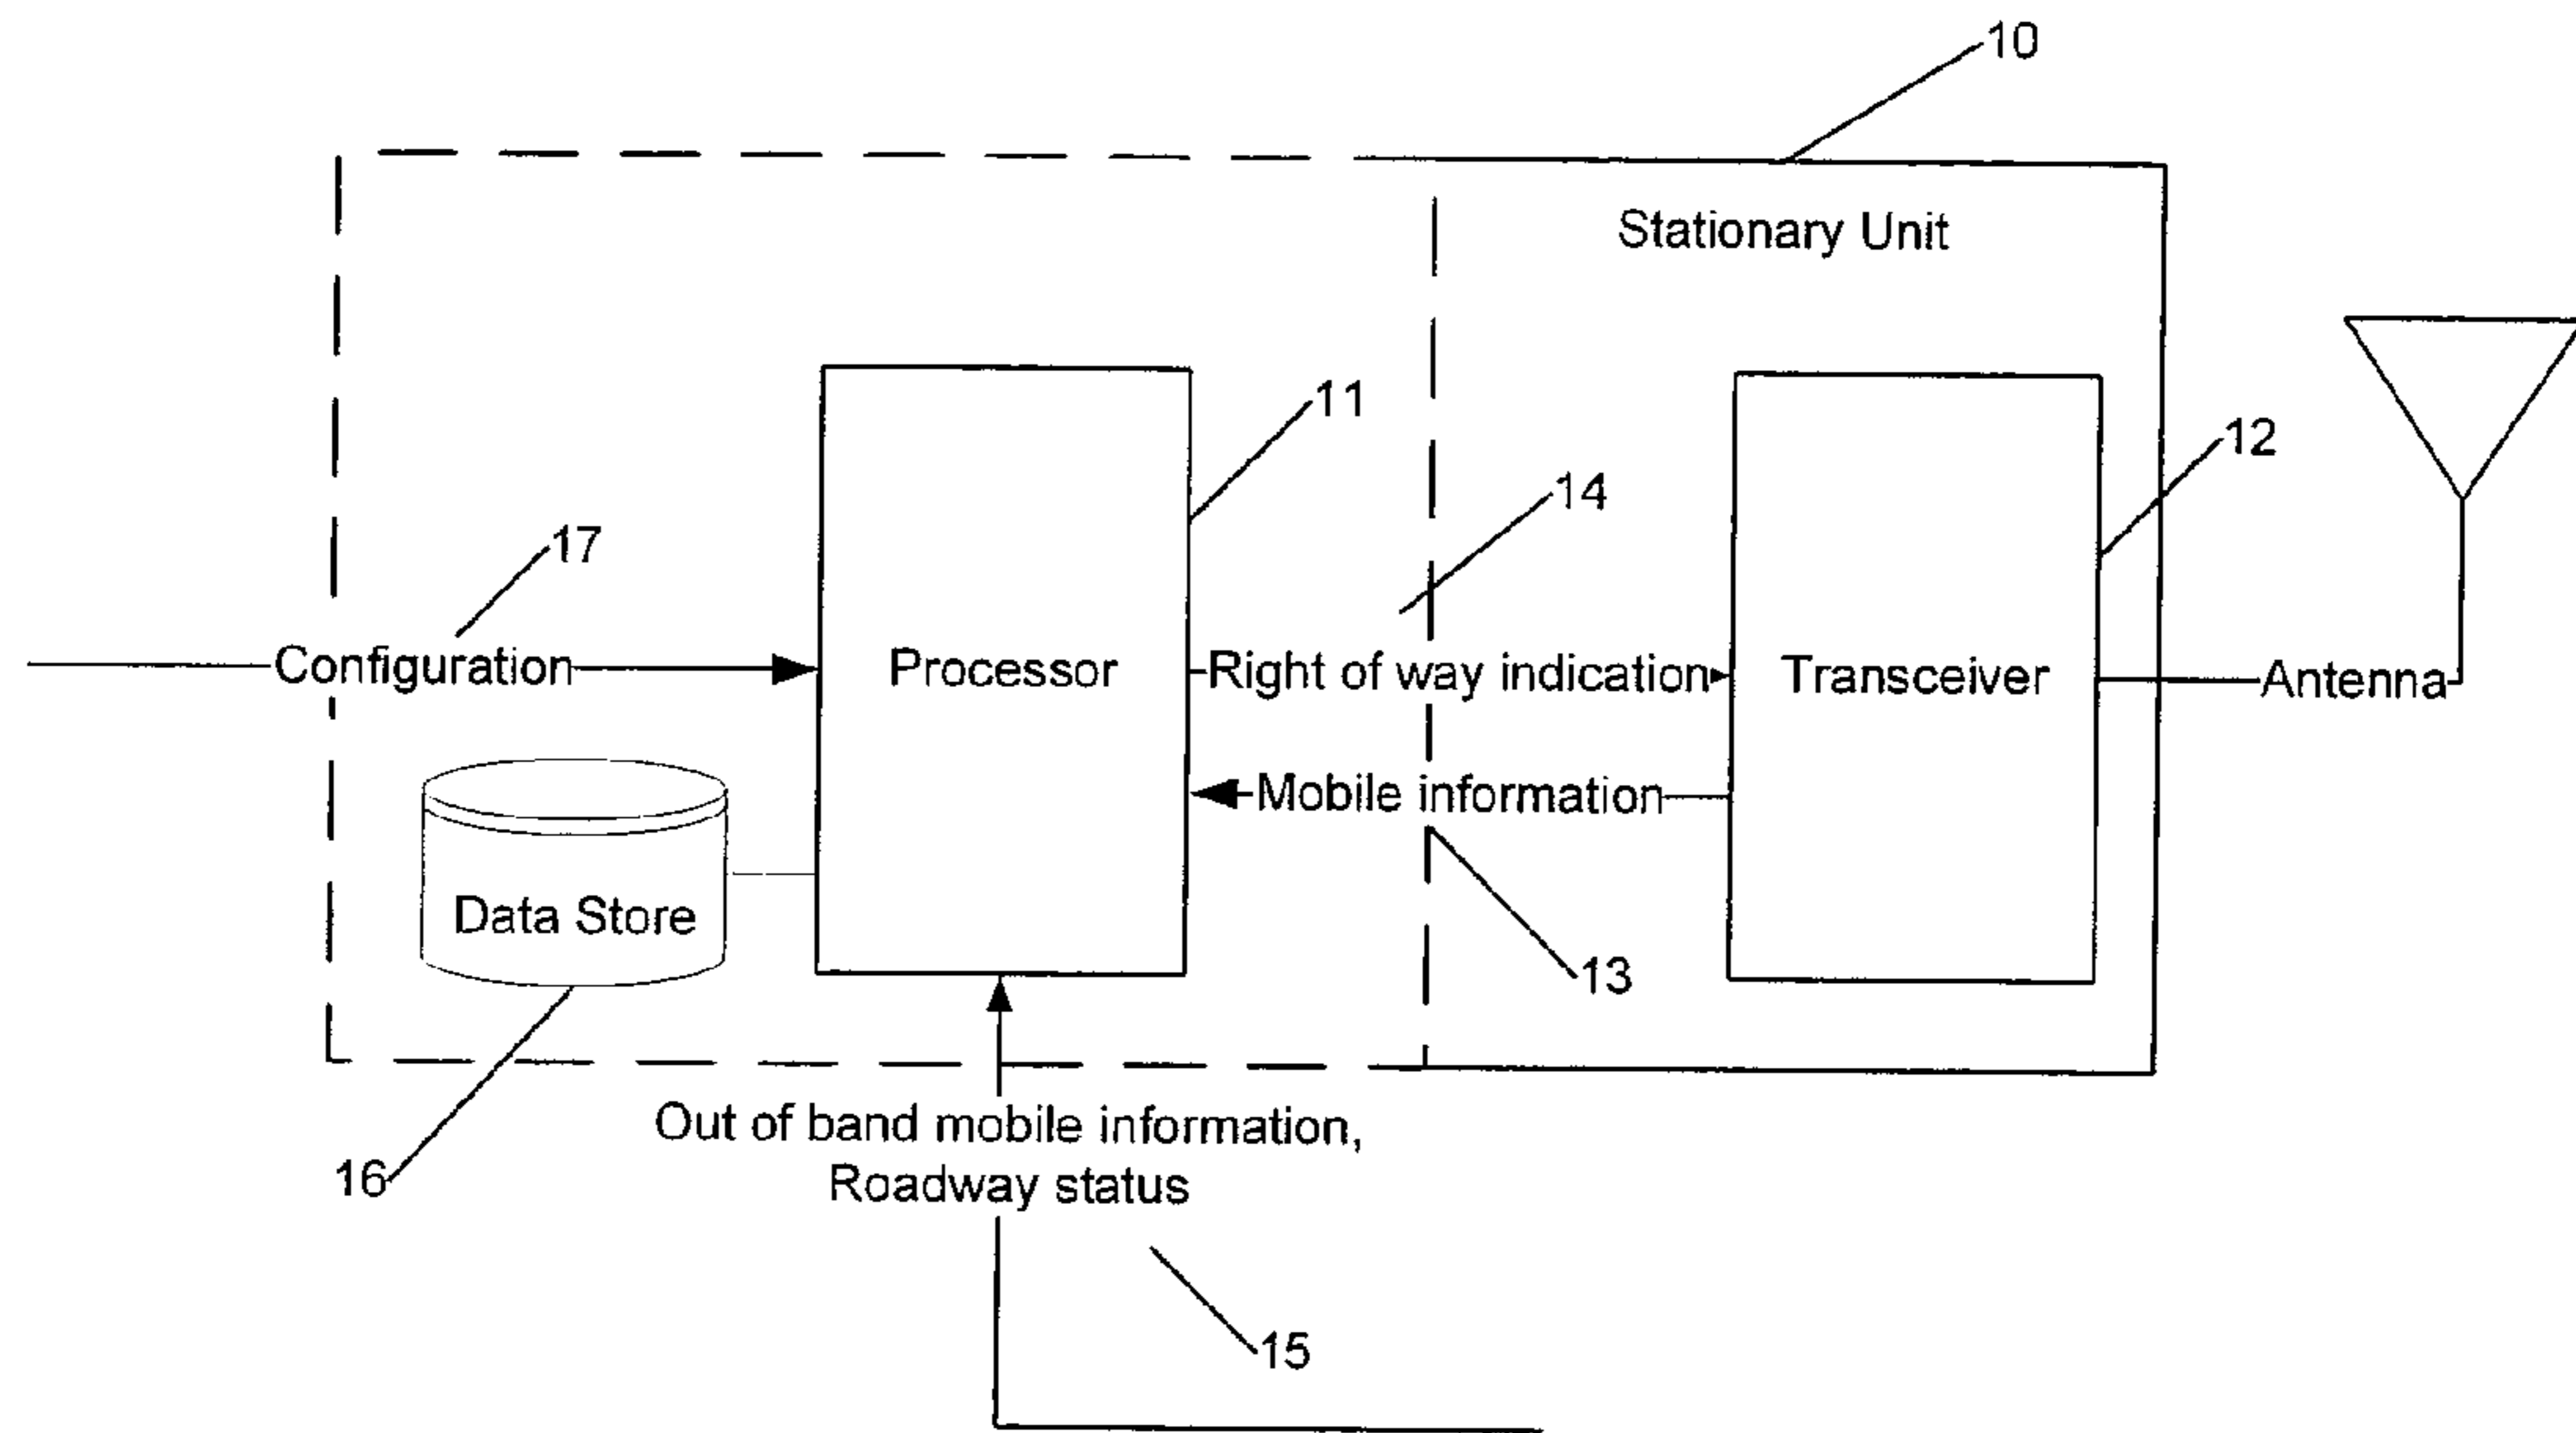 10
Stationary Unit
11
12
14
17
Configuration
Processor
Right of way indication
Transceiver
Antenna
Mobile information
Data Store
13
Out of band mobile information,
Roadway status
16
15